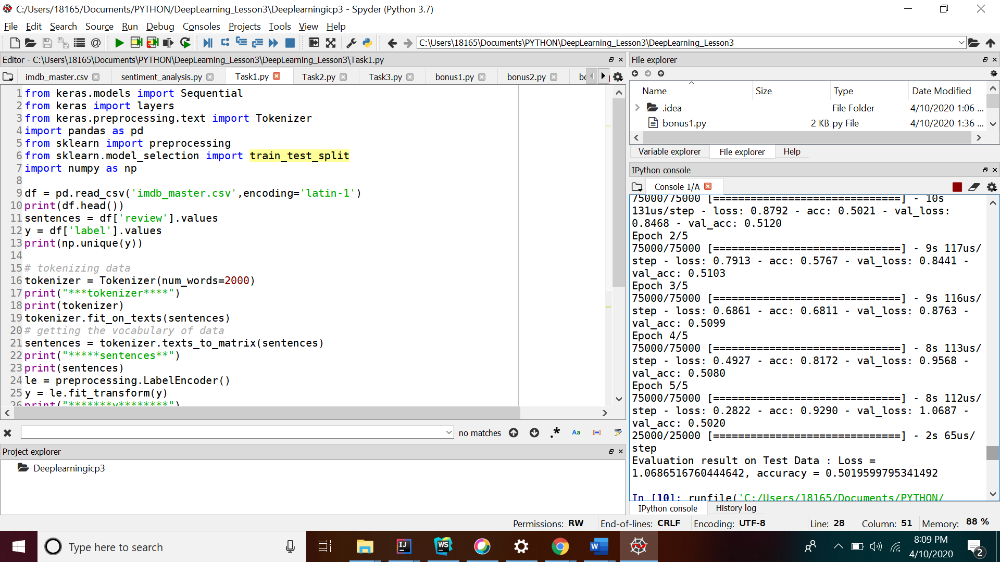 C:/Users/18165/Documents/PYTHON/DeepLearning_Lesson3\Deeplearningicp3 - Spyder (Python 3.7)
File Edit Search Source Run Debug Consoles Projects Tools View Help
C:\Users\18165\Documents\PYTHON\DeepLearning_Lesson3\DeepLearning_Lesson3
Editor - C:\Users\18165\Documents\PYTHON\DeepLearning_Lesson3\DeepLearning_Lesson3\Task1.py
imdb_master.csv sentiment_analysis.py Task1.py Task2.py Task3.py bonus1.py bonus2.py
1 from keras.models import Sequential
2 from keras import layers
3 from keras.preprocessing.text import Tokenizer
4 import pandas as pd
5 from sklearn import preprocessing
6 from sklearn.model_selection import train_test_split
7 import numpy as np
8
9 df = pd.read_csv('imdb_master.csv',encoding='latin-1')
10 print(df.head())
11 sentences = df['review'].values
12 y = df['label'].values
13 print(np.unique(y))
14
15 # tokenizing data
16 tokenizer = Tokenizer(num_words=2000)
17 print("***tokenizer****")
18 print(tokenizer)
19 tokenizer.fit_on_texts(sentences)
20 # getting the vocabulary of data
21 sentences = tokenizer.texts_to_matrix(sentences)
22 print("*****sentences**")
23 print(sentences)
24 le = preprocessing.LabelEncoder()
25 y = le.fit_transform(y)
26 print("*******y********")
no matches
Aa
Project explorer
Deeplearningicp3
File explorer
Name Size Type Date Modified
.idea File Folder 4/10/2020 1:06 ...
bonus1.py 2 KB py File 4/10/2020 1:36 ...
Variable explorer File explorer Help
IPython console
Console 1/A
75000/75000 [==============================] - 10s
131us/step - loss: 0.8792 - acc: 0.5021 - val_loss:
0.8468 - val_acc: 0.5120
Epoch 2/5
75000/75000 [==============================] - 9s 117us/
step - loss: 0.7913 - acc: 0.5767 - val_loss: 0.8441 -
val_acc: 0.5103
Epoch 3/5
75000/75000 [==============================] - 9s 116us/
step - loss: 0.6861 - acc: 0.6811 - val_loss: 0.8763 -
val_acc: 0.5099
Epoch 4/5
75000/75000 [==============================] - 8s 113us/
step - loss: 0.4927 - acc: 0.8172 - val_loss: 0.9568 -
val_acc: 0.5080
Epoch 5/5
75000/75000 [==============================] - 8s 112us/
step - loss: 0.2822 - acc: 0.9290 - val_loss: 1.0687 -
val_acc: 0.5020
25000/25000 [==============================] - 2s 65us/
step
Evaluation result on Test Data : Loss =
1.0686516760444642, accuracy = 0.5019599795341492
In [10]: runfile('C:/Users/18165/Documents/PYTHON/
IPython console History log
Permissions: RW End-of-lines: CRLF Encoding: UTF-8 Line: 28 Column: 51 Memory: 88 %
Type here to search
IJ
WS
W
8:09 PM
4/10/2020
2